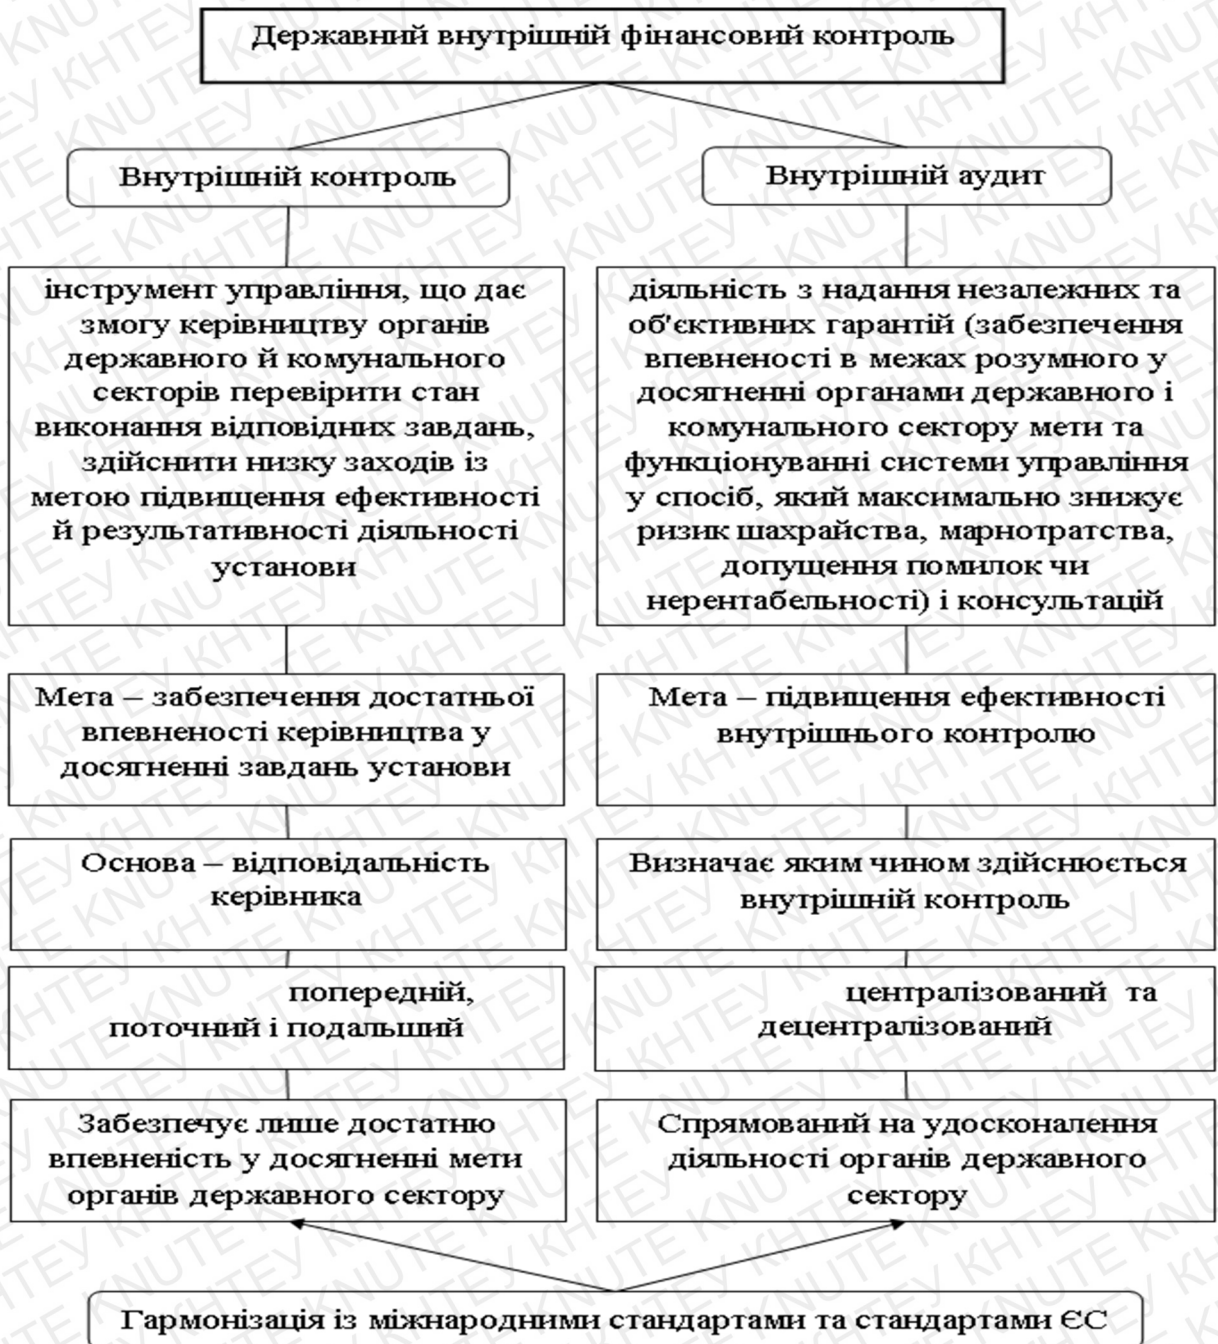 Державний внутрішній фінансовий контроль
Внутрішній контроль
Внутрішній аудит
інструмент управління, що дає
змогу керівництву органів
державного й комунального
секторів перевірити стан
виконання відповідних завдань,
здійснити низку заходів із
метою підвищення ефективності
й результативності діяльності
установи
діяльність з надання незалежних та
об'єктивних гарантій (забезпечення
впевненості в межах розумного у
досягненні органами державного і
комунального сектору мети та
функціонуванні системи управління
у спосіб, який максимально знижує
ризик шахрайства, марнотратства,
допущення помилок чи
нерентабельності) і консультацій
Мета – забезпечення достатньої
впевненості керівництва у
досягненні завдань установи
Мета – підвищення ефективності
внутрішнього контролю
Основа – відповідальність
керівника
Визначає яким чином здійснюється
внутрішній контроль
попередній,
поточний і подальший
централізований та
децентралізований
Забезпечує лише достатню
впевненість у досягненні мети
органів державного сектору
Спрямований на удосконалення
діяльності органів державного
сектору
Гармонізація із міжнародними стандартами та стандартами ЄС